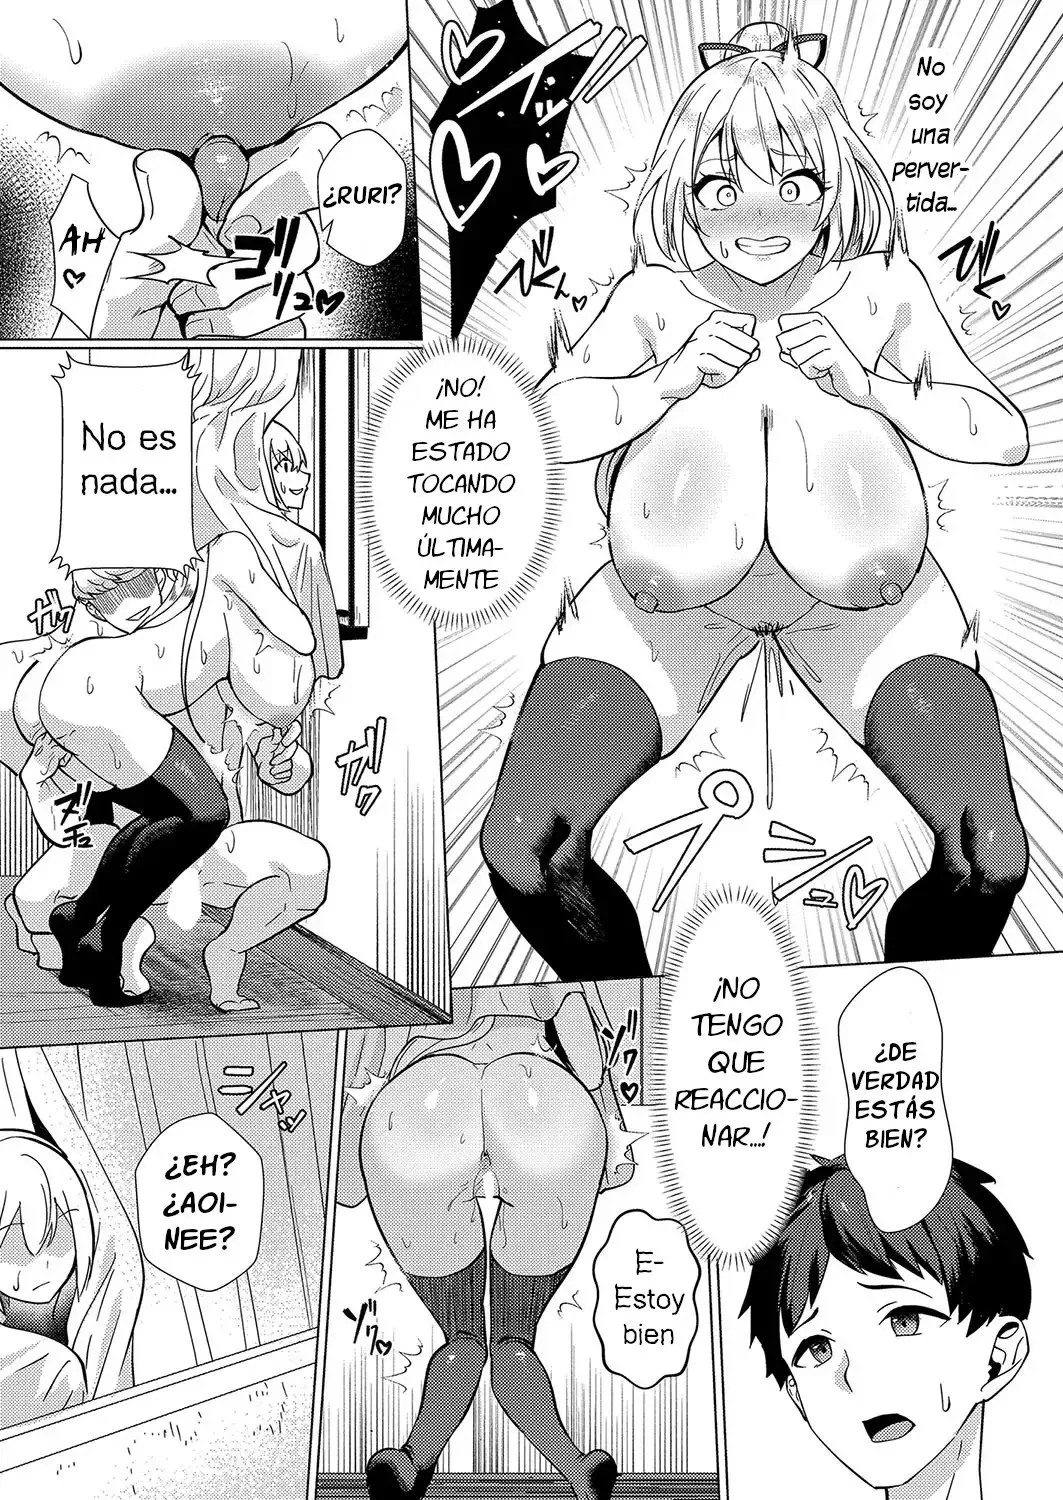 No
soy
una
perver-
tida...
¿RURI?
AH
¡NO!
ME HA
ESTADO
TOCANDO
MUCHO
ÚLTIMA-
MENTE
No es
nada...
¡NO
TENGO
QUE
REACCIO-
NAR...!
¿DE
VERDAD
ESTÁS
BIEN?
E-
Estoy
bien
¿EH?
¿AOI-
NEE?